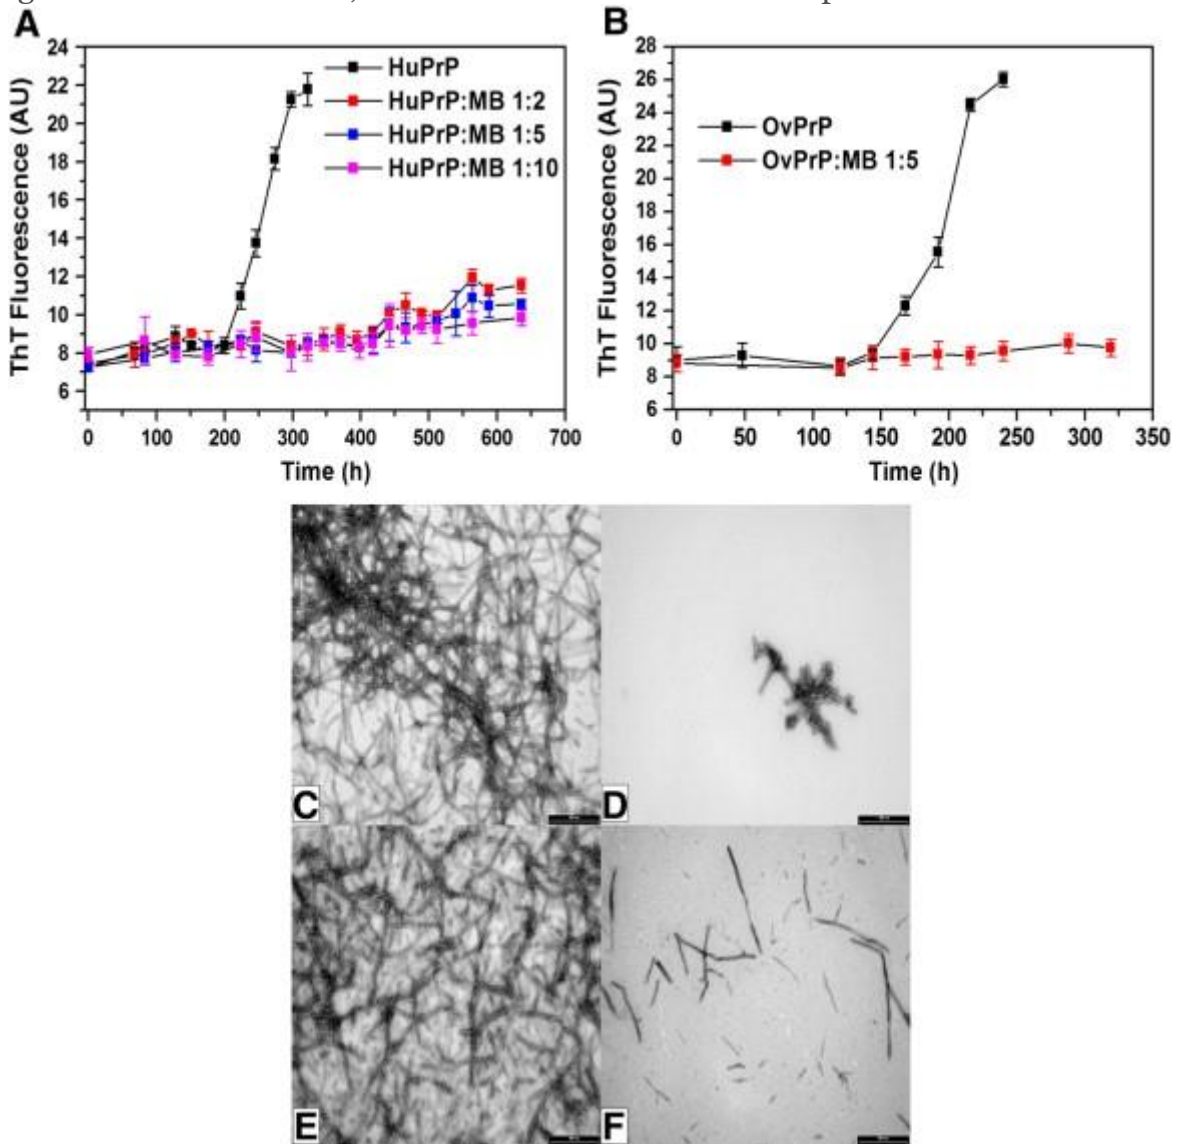 A
24
22
20
18
16
14
12
10
8
6
ThT Fluorescence (AU)
HuPrP
HuPrP:MB 1:2
HuPrP:MB 1:5
HuPrP:MB 1:10
0 100 200 300 400 500 600 700
Time (h)
B
28
26
24
22
20
18
16
14
12
10
8
6
ThT Fluorescence (AU)
OvPrP
OvPrP:MB 1:5
0 50 100 150 200 250 300 350
Time (h)
C
D
E
F